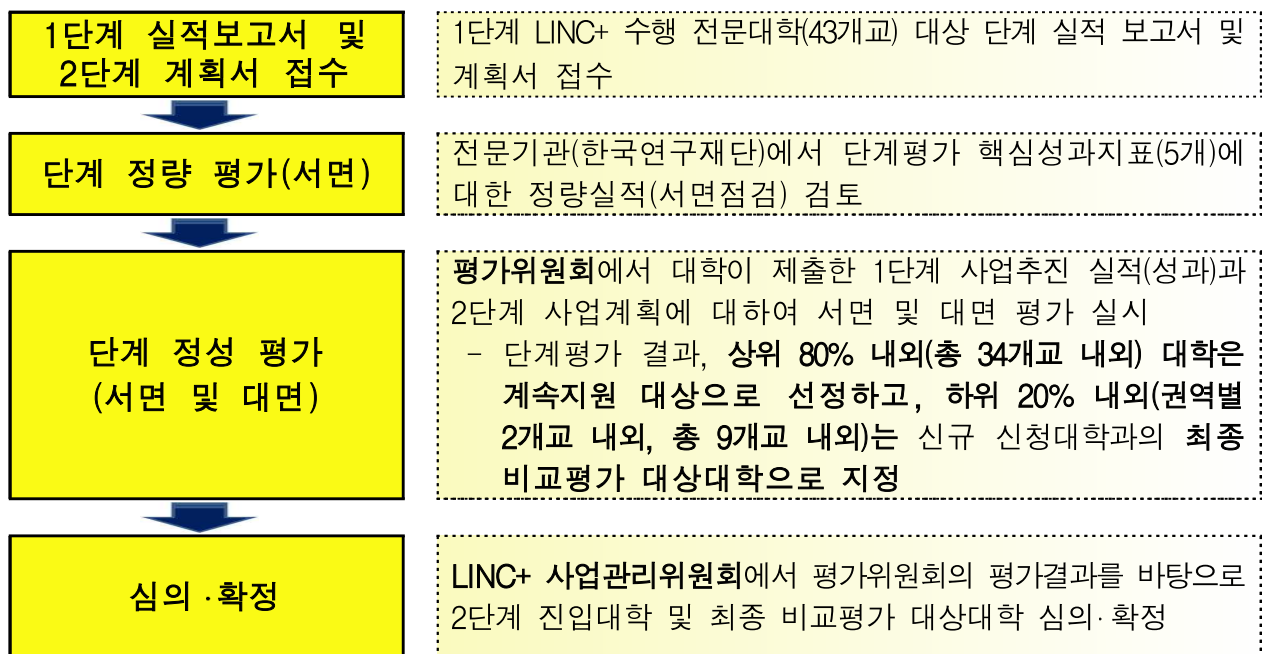 1단계 실적보고서 및
2단계 계획서 접수
1단계 LINC+ 수행 전문대학(43개교) 대상 단계 실적 보고서 및
계획서 접수
단계 정량 평가(서면)
전문기관(한국연구재단)에서 단계평가 핵심성과지표(5개)에
대한 정량실적(서면점검) 검토
단계 정성 평가
(서면 및 대면)
평가위원회에서 대학이 제출한 1단계 사업추진 실적(성과)과
2단계 사업계획에 대하여 서면 및 대면 평가 실시
- 단계평가 결과, 상위 80% 내외(총 34개교 내외) 대학은
계속지원 대상으로 선정하고, 하위 20% 내외(권역별
2개교 내외, 총 9개교 내외)는 신규 신청대학과의 최종
비교평가 대상대학으로 지정
심의·확정
LINC+ 사업관리위원회에서 평가위원회의 평가결과를 바탕으로
2단계 진입대학 및 최종 비교평가 대상대학 심의·확정